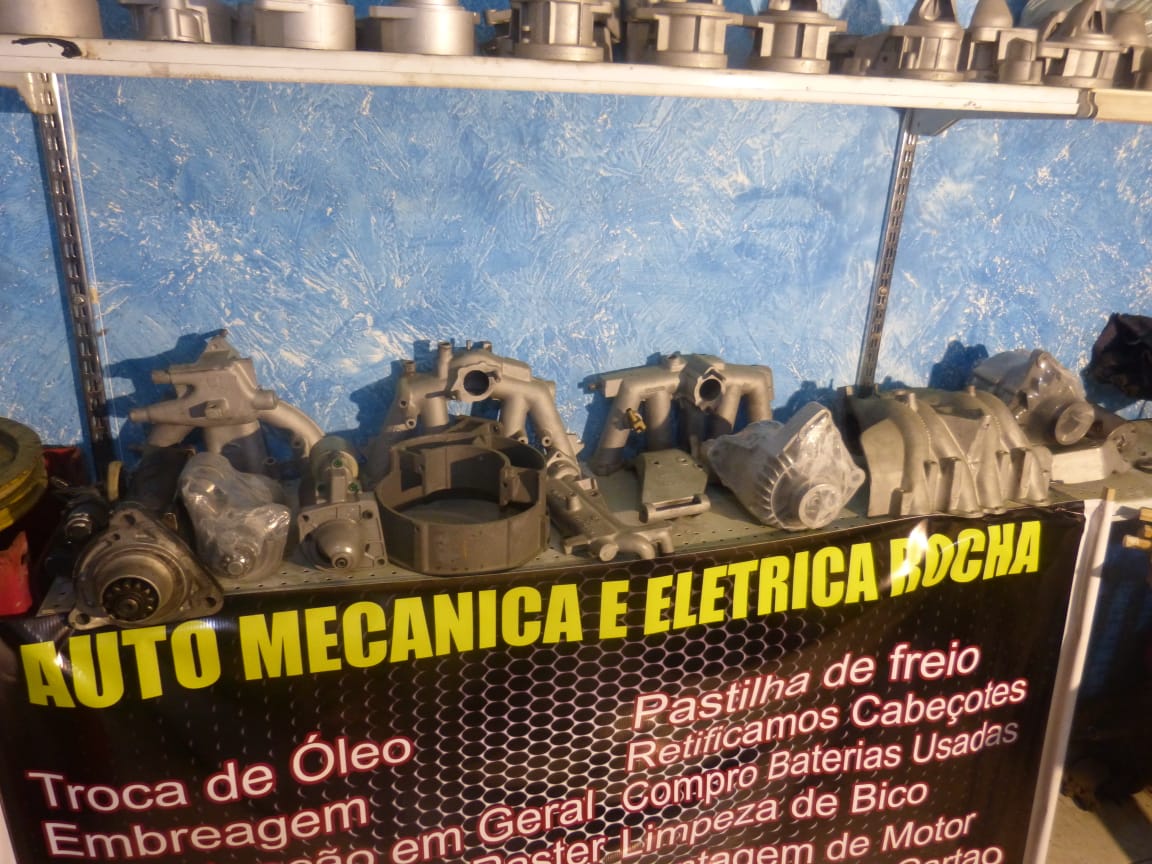 AUTO MECANICA E ELETRICA ROCHA
Troca de Óleo
Embreagem
em Geral
Pastilha de freio
Retificamos Cabeçotes
Compro Baterias Usadas
Limpeza de Bico
de Motor